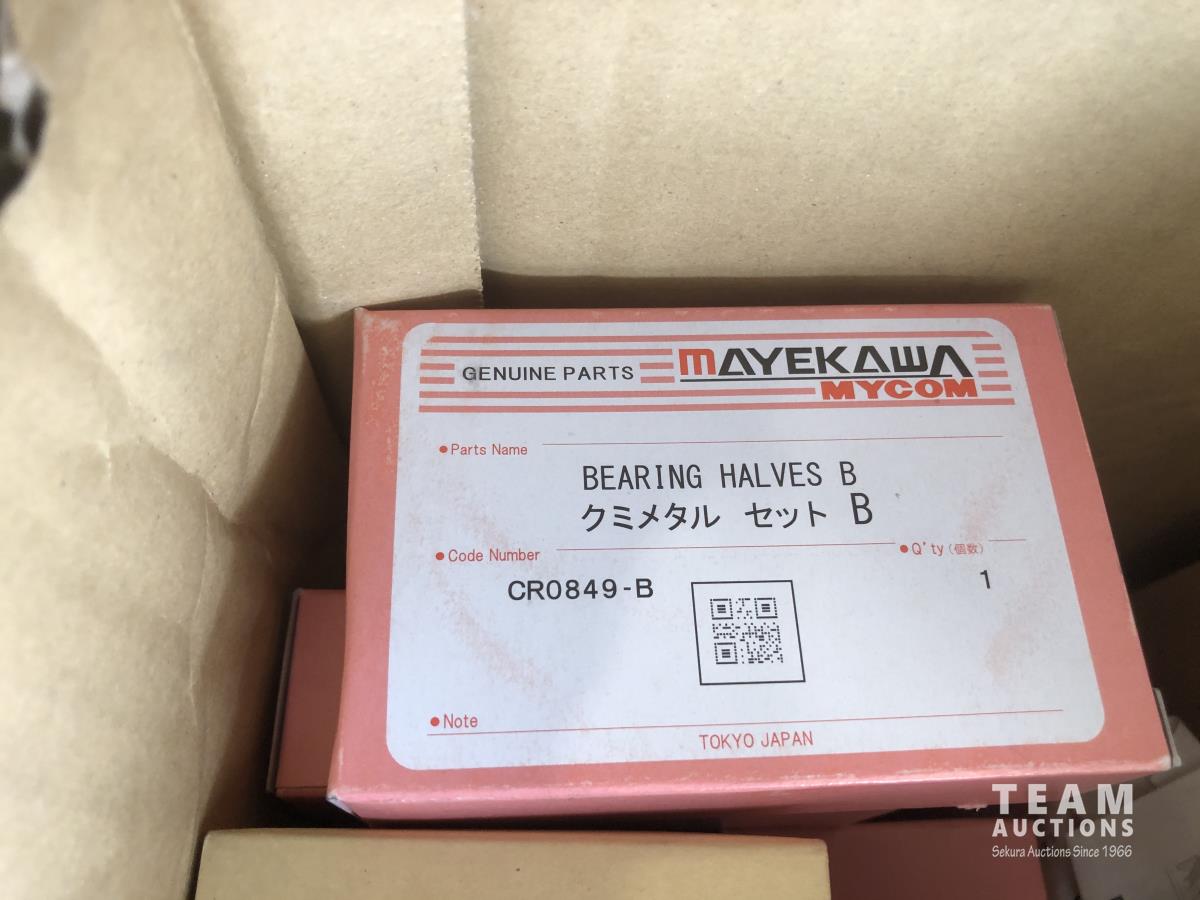 GENUINE PARTS
MAYEKAWA
MYCOM
●Parts Name
BEARING HALVES B
クミメタル セット B
●Code Number
●Q'ty(個数)
CR0849-B
1
●Note
TOKYO JAPAN
TEAM
AUCTIONS
Sekura Auctions Since 1966